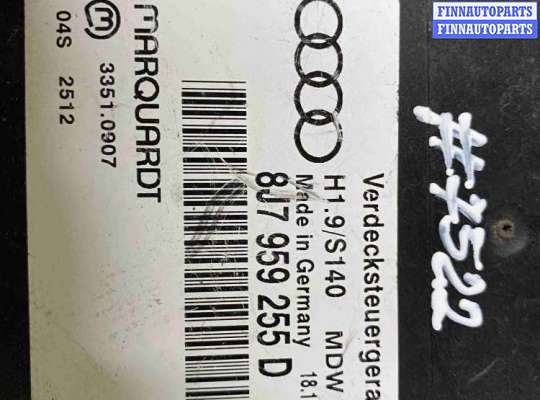 FINNAUTOPARTS
FINNAUTOPARTS
Verdecksteuergera
H1.9/S140 MDW
Made in Germany 18.1
8J7 959 255 D
MARQUARDT
3351.0907
04S 2512
#7522